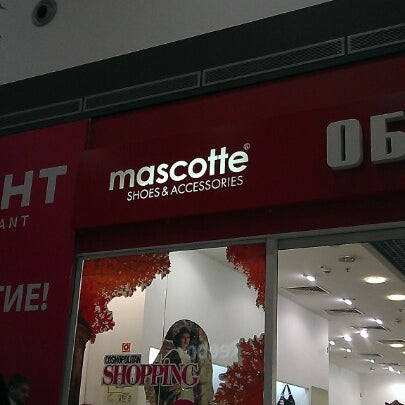 mascotte®
SHOES & ACCESSORIES
ОБ
НТ
ANT
ТИЕ!
COSMOPOLITAN
SHOPPING